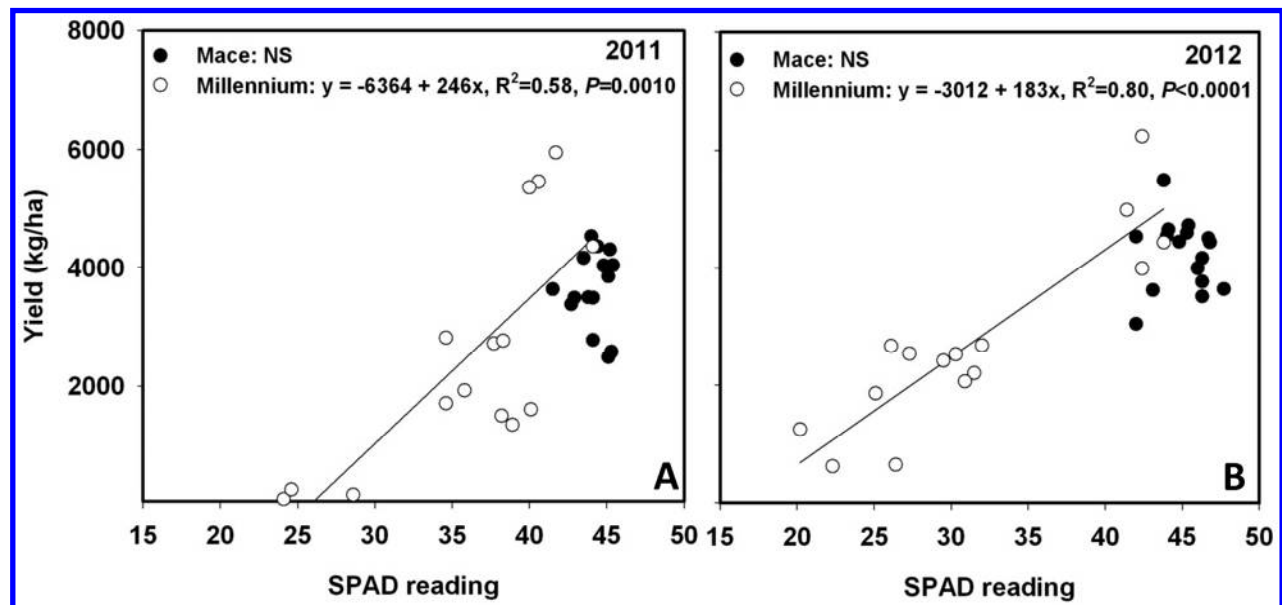 8000
6000
4000
2000
Yield (kg/ha)
● Mace: NS
2011
○ Millennium: y = -6364 + 246x, R²=0.58, P=0.0010
A
15 20 25 30 35 40 45 50
SPAD reading
● Mace: NS
2012
○ Millennium: y = -3012 + 183x, R²=0.80, P<0.0001
B
15 20 25 30 35 40 45 50
SPAD reading